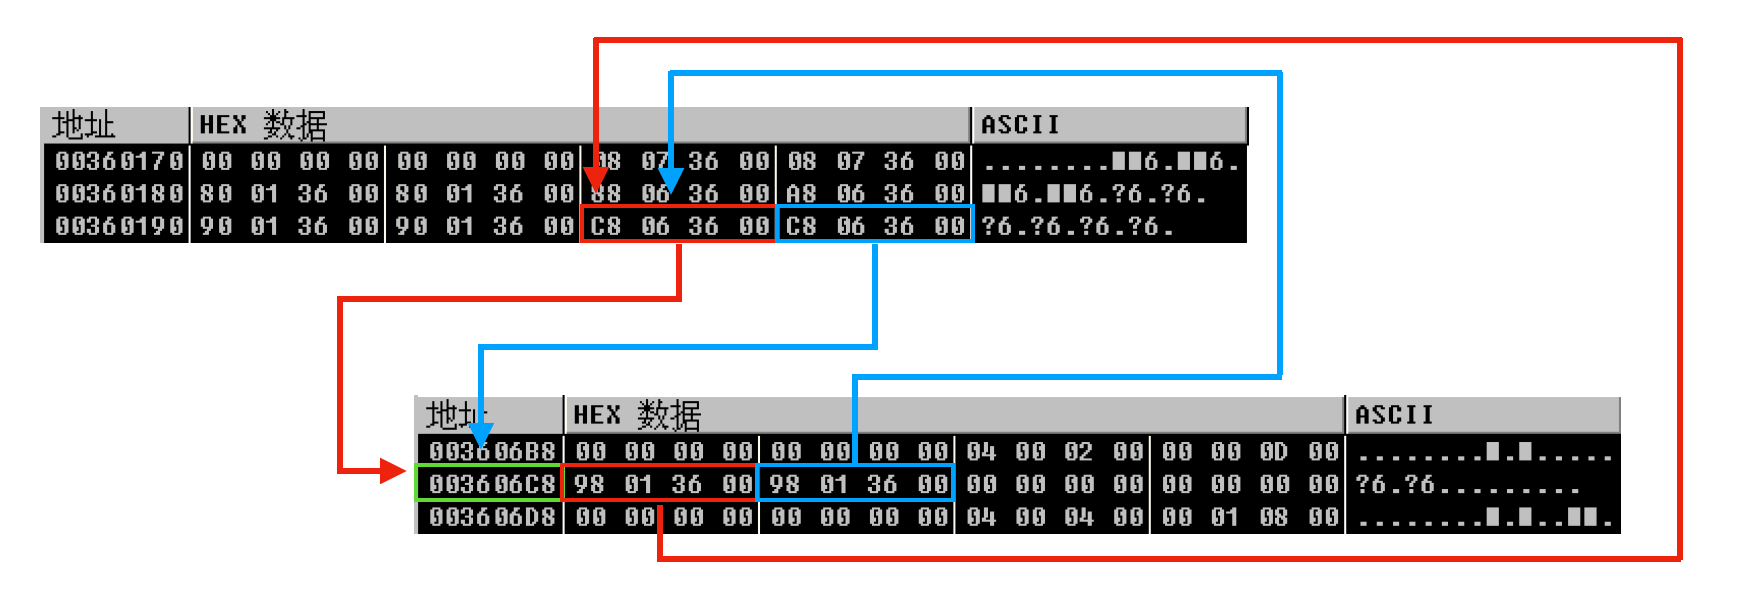 地址 HEX 数据 ASCII
00360170 00 00 00 00 00 00 00 00 08 07 36 00 08 07 36 00 ........■■6.■■6.
00360180 80 01 36 00 80 01 36 00 88 06 36 00 A8 06 36 00 ■■6.■■6.?6.?6.
00360190 90 01 36 00 90 01 36 00 C8 06 36 00 C8 06 36 00 ?6.?6.?6.?6.
地址 HEX 数据 ASCII
003606B8 00 00 00 00 00 00 00 00 04 00 02 00 00 00 0D 00 ........■.■.....
003606C8 98 01 36 00 98 01 36 00 00 00 00 00 00 00 00 00 ?6.?6.........
003606D8 00 00 00 00 00 00 00 00 04 00 04 00 00 01 08 00 ........■.■..■■.